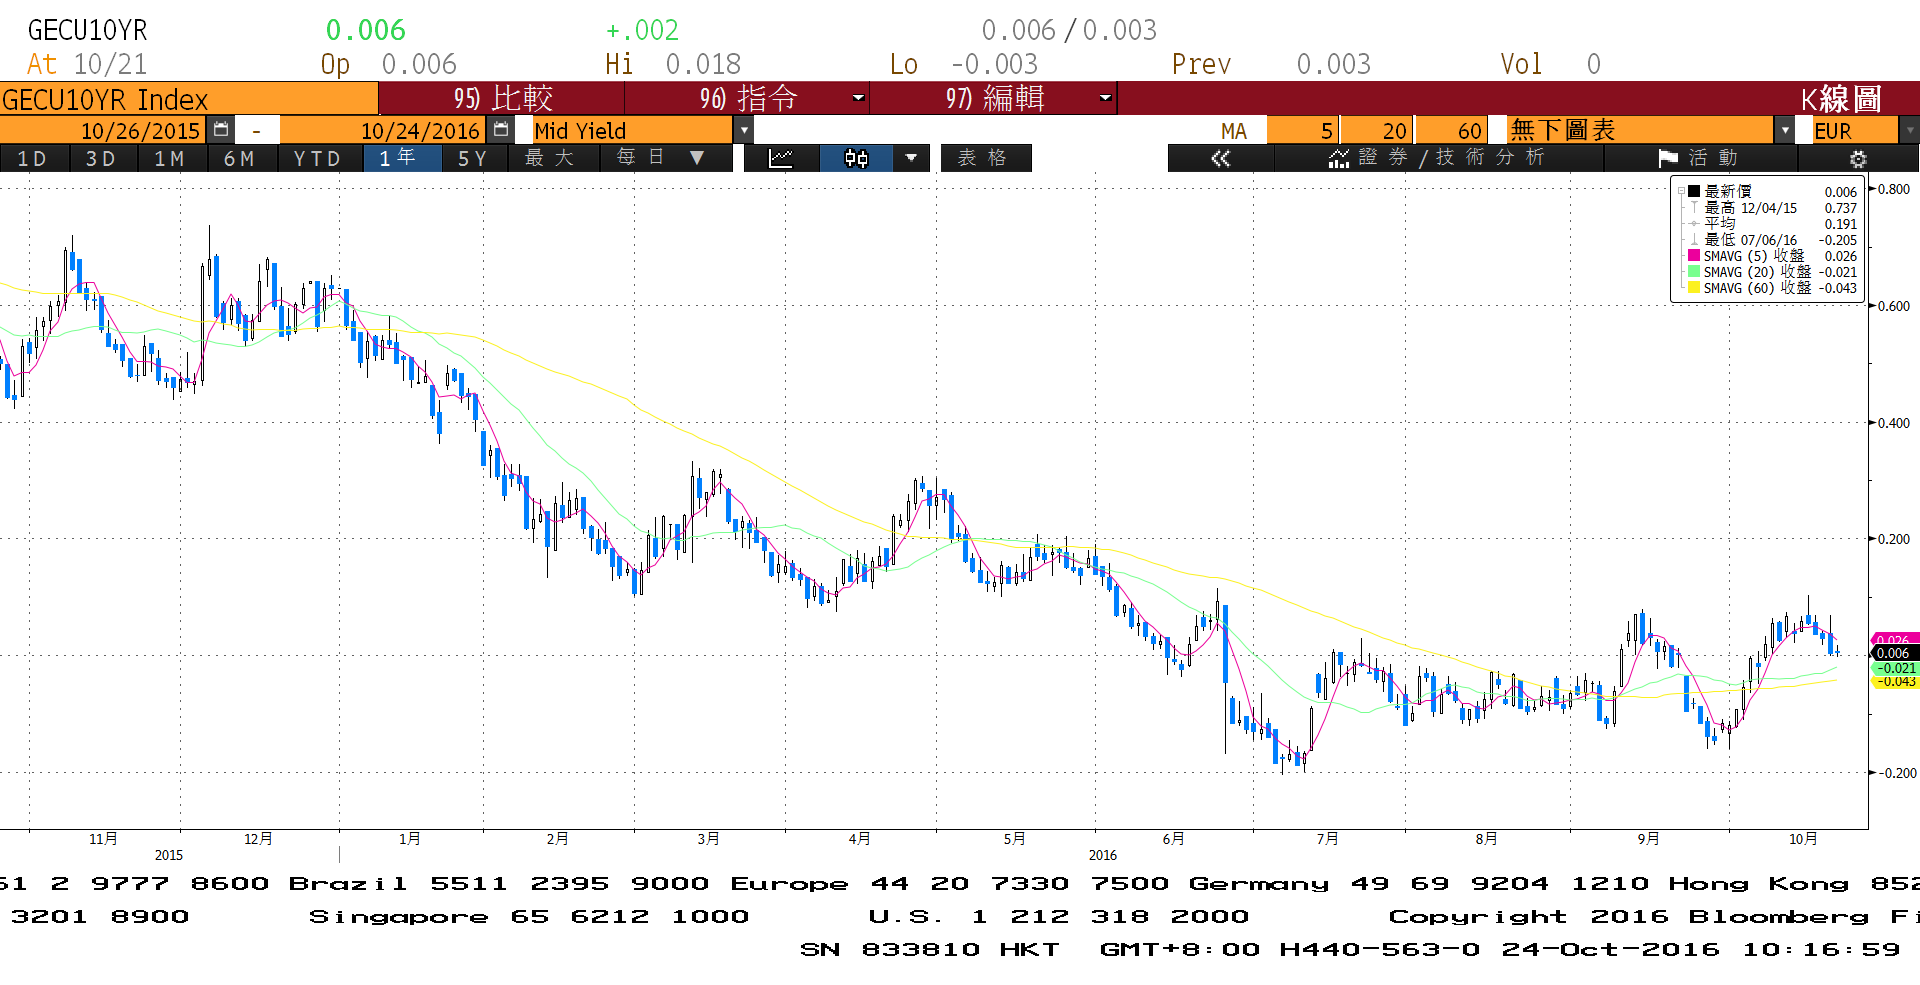 GECU10YR 0.006 +.002 0.006 / 0.003
At 10/21 Op 0.006 Hi 0.018 Lo -0.003 Prev 0.003 Vol 0
GECU10YR Index 95) 比較 96) 指令 97) 編輯 K線圖
10/26/2015 - 10/24/2016 Mid Yield MA 5 20 60 無下圖表 EUR
1D 3D 1M 6M YTD 1年 5Y 最大 每日 ▼ 表格 « 證券/技術分析 活動
最新價 0.006
最高 12/04/15 0.737
平均 0.191
最低 07/06/16 -0.205
SMAVG (5) 收盤 0.026
SMAVG (20) 收盤 -0.021
SMAVG (60) 收盤 -0.043
0.800
0.600
0.400
0.200
0.026
0.006
-0.021
-0.043
-0.200
11月 12月 1月 2月 3月 4月 5月 6月 7月 8月 9月 10月
2015 2016
61 2 9777 8600 Brazil 5511 2395 9000 Europe 44 20 7330 7500 Germany 49 69 9204 1210 Hong Kong 852
3201 8900 Singapore 65 6212 1000 U.S. 1 212 318 2000 Copyright 2016 Bloomberg Fi
SN 833810 HKT GMT+8:00 H440-563-0 24-Oct-2016 10:16:59